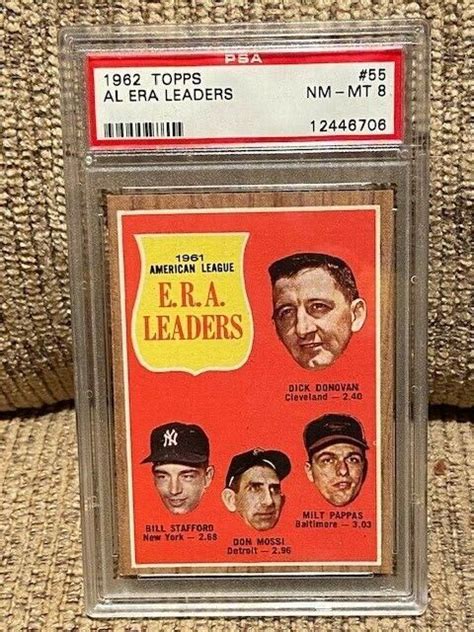 PSA
1962 TOPPS #55
AL ERA LEADERS NM - MT 8
12446706
1961
AMERICAN LEAGUE
E.R.A.
LEADERS
DICK DONOVAN
Cleveland — 2.40
BILL STAFFORD
New York — 2.68
DON MOSSI
Detroit — 2.96
MILT PAPPAS
Baltimore — 3.03